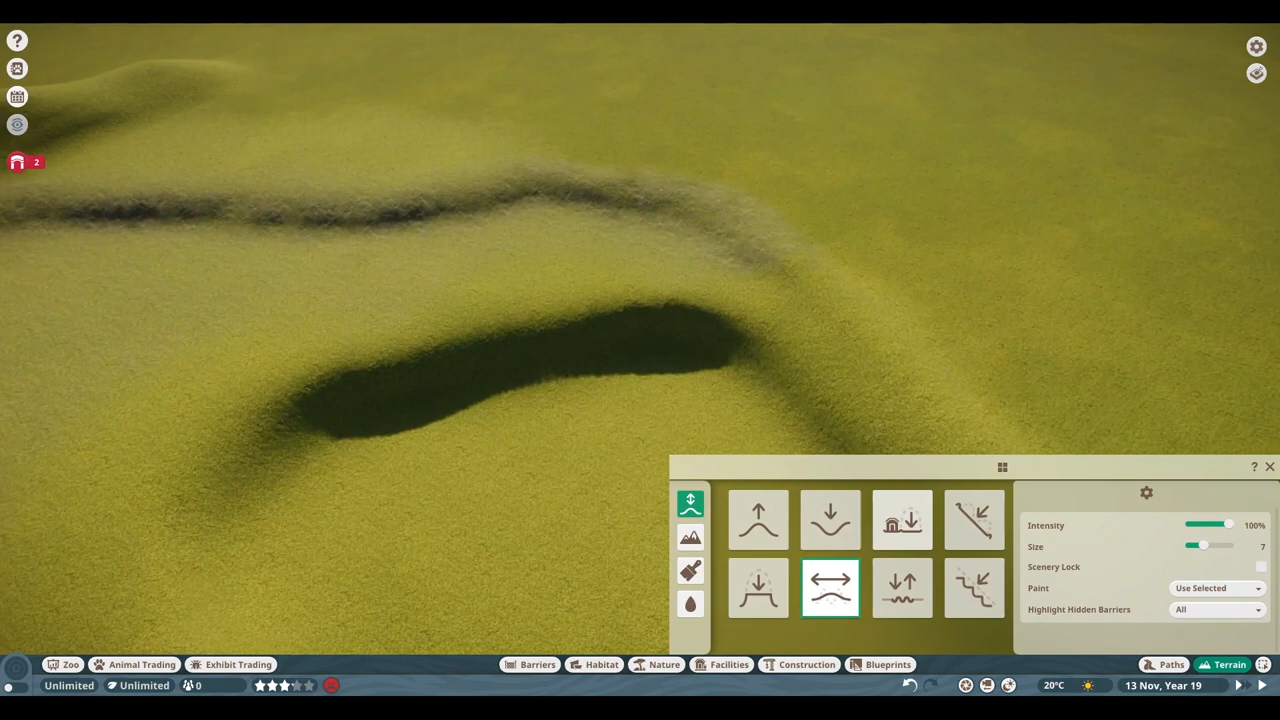 ?
2
?
Intensity 100%
Size 7
Scenery Lock
Paint Use Selected
Highlight Hidden Barriers All
Zoo Animal Trading Exhibit Trading Barriers Habitat Nature Facilities Construction Blueprints Paths Terrain
Unlimited Unlimited 0 20°C 13 Nov, Year 19